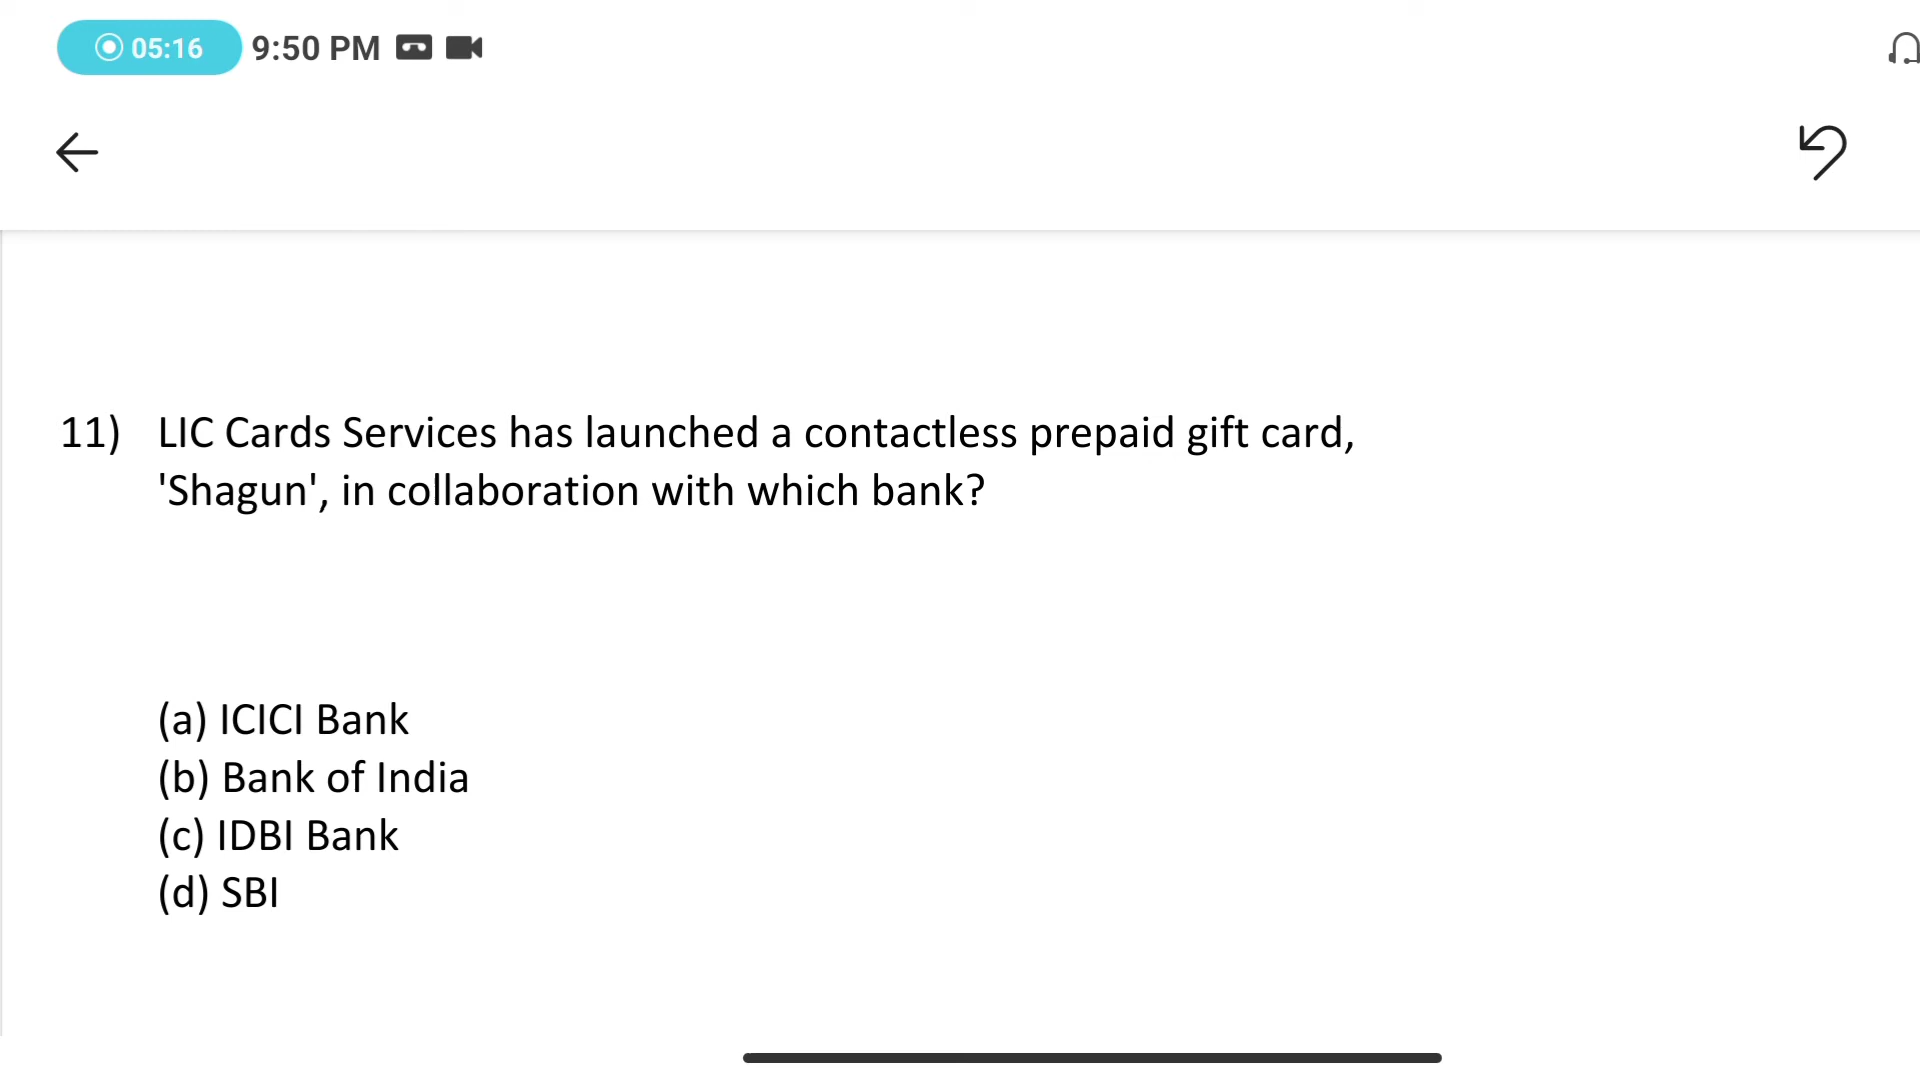 05:16 9:50 PM
11) LIC Cards Services has launched a contactless prepaid gift card,
'Shagun', in collaboration with which bank?
(a) ICICI Bank
(b) Bank of India
(c) IDBI Bank
(d) SBI